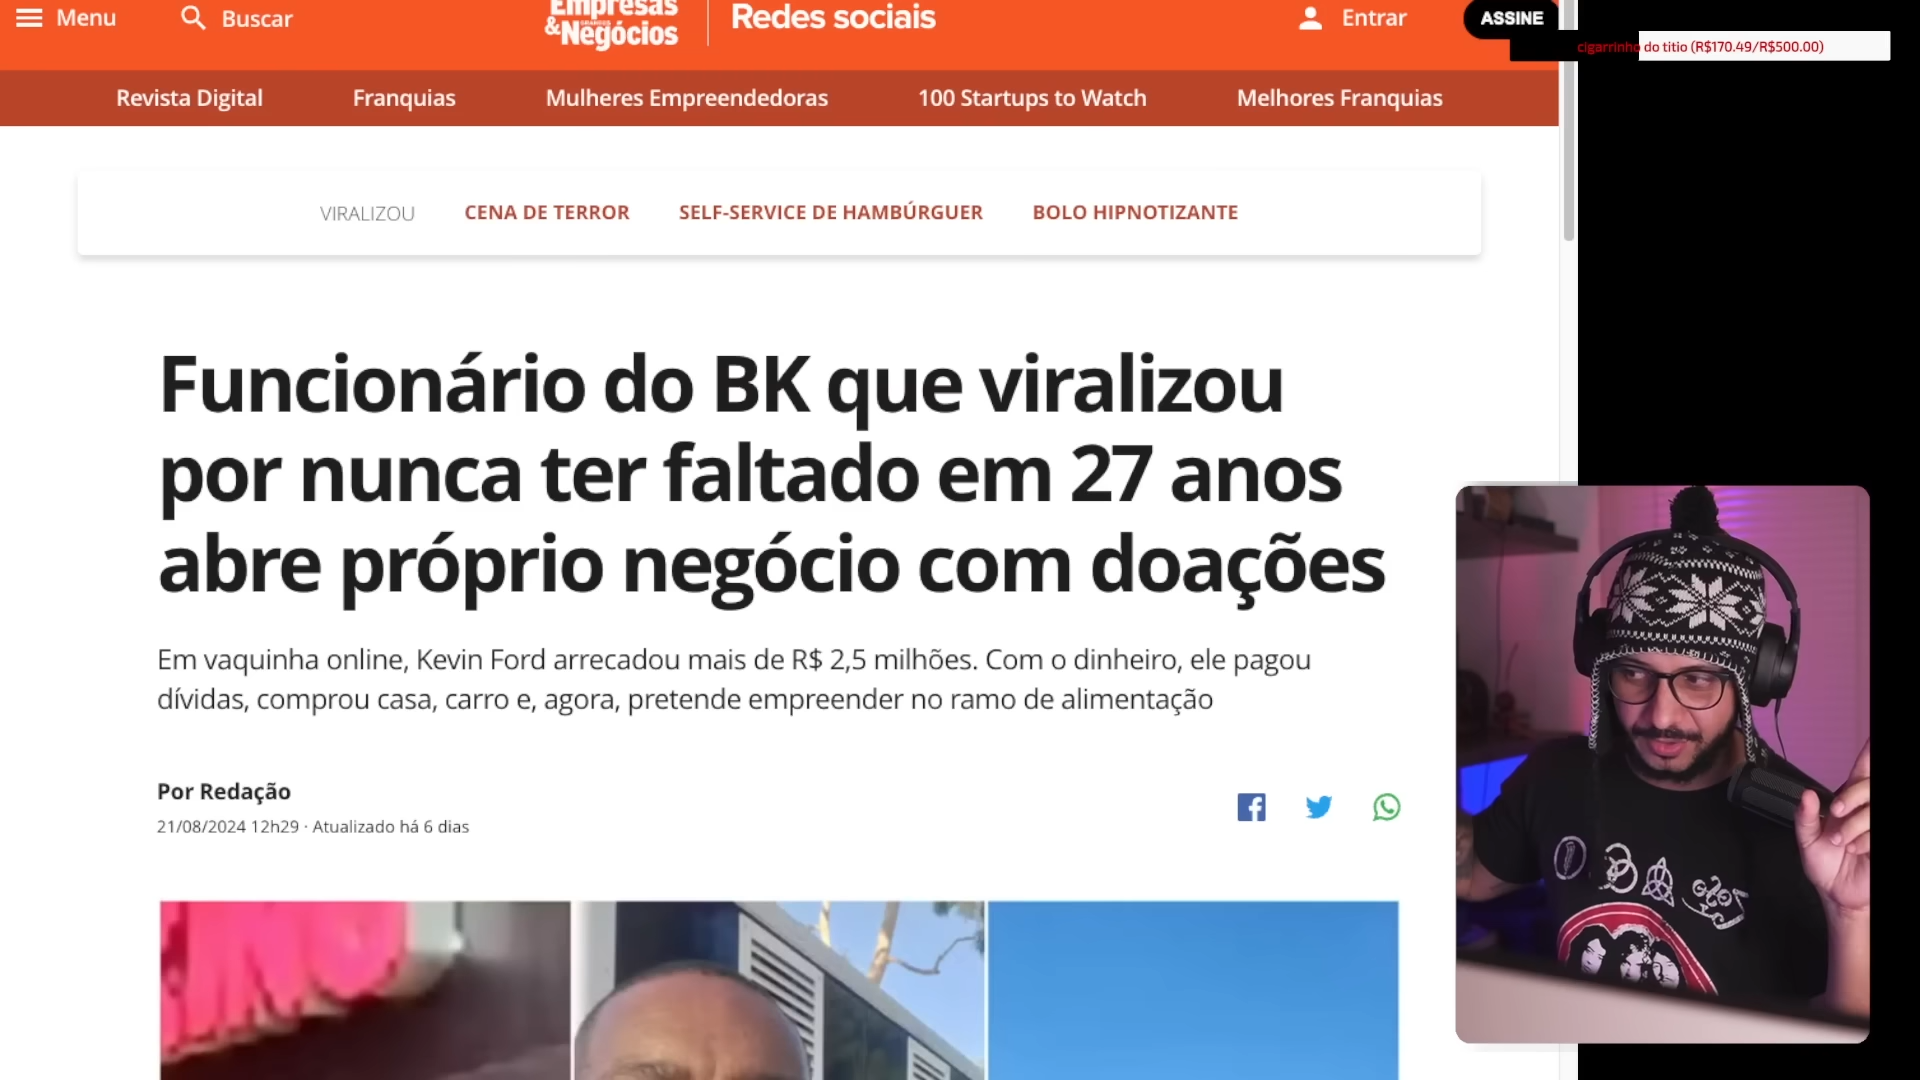 Menu
Buscar
Empresas
&Negócios
Redes sociais
Entrar
ASSINE
cigarrinho do titio (R$170.49/R$500.00)
Revista Digital
Franquias
Mulheres Empreendedoras
100 Startups to Watch
Melhores Franquias
VIRALIZOU
CENA DE TERROR
SELF-SERVICE DE HAMBÚRGUER
BOLO HIPNOTIZANTE
Funcionário do BK que viralizou
por nunca ter faltado em 27 anos
abre próprio negócio com doações
Em vaquinha online, Kevin Ford arrecadou mais de R$ 2,5 milhões. Com o dinheiro, ele pagou
dívidas, comprou casa, carro e, agora, pretende empreender no ramo de alimentação
Por Redação
21/08/2024 12h29 · Atualizado há 6 dias